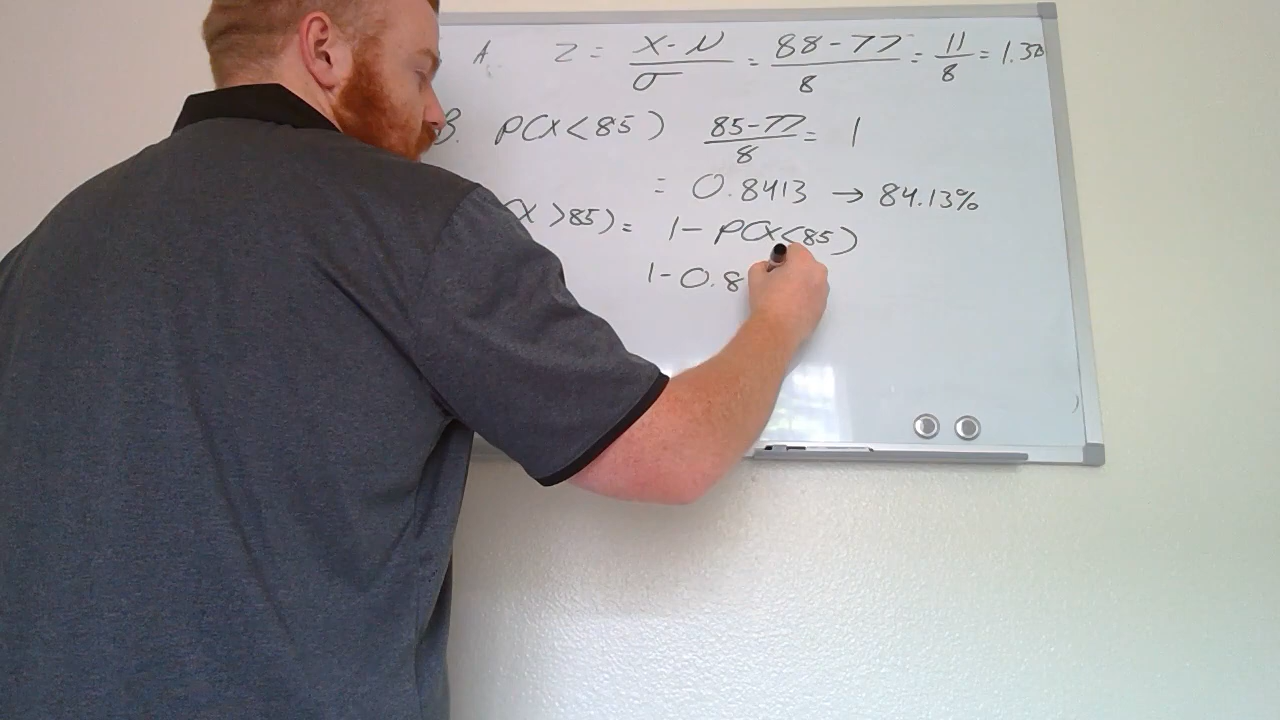 A. Z = X - μ / σ = 88 - 77 / 8 = 11 / 8 = 1.38
B. P(X < 85) 85 - 77 / 8 = 1
= 0.8413 → 84.13%
(X > 85) = 1 - P(X < 85)
1 - 0.8